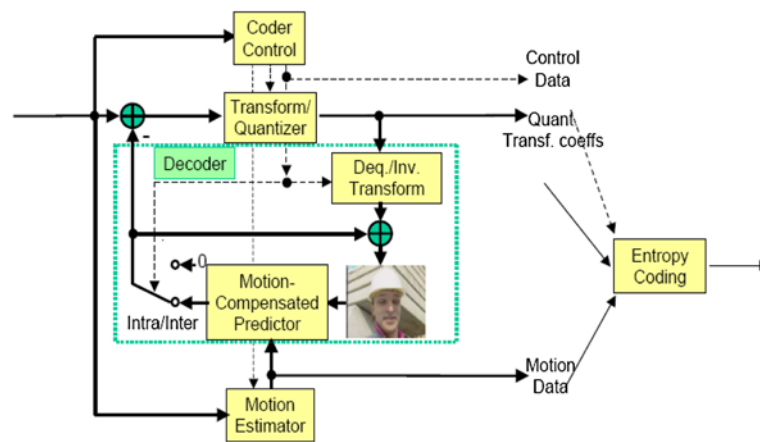 Coder
Control
Control
Data
Transform/
Quantizer
Quant
Transf. coeffs
-
Decoder
Deq./Inv.
Transform
0
Entropy
Coding
Motion-
Compensated
Predictor
Intra/Inter
Motion
Data
Motion
Estimator